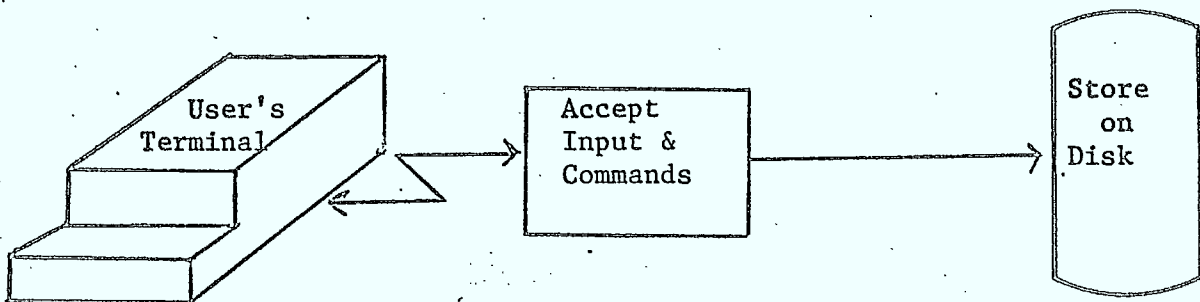 User's
Terminal
Accept
Input &
Commands
Store
on
Disk